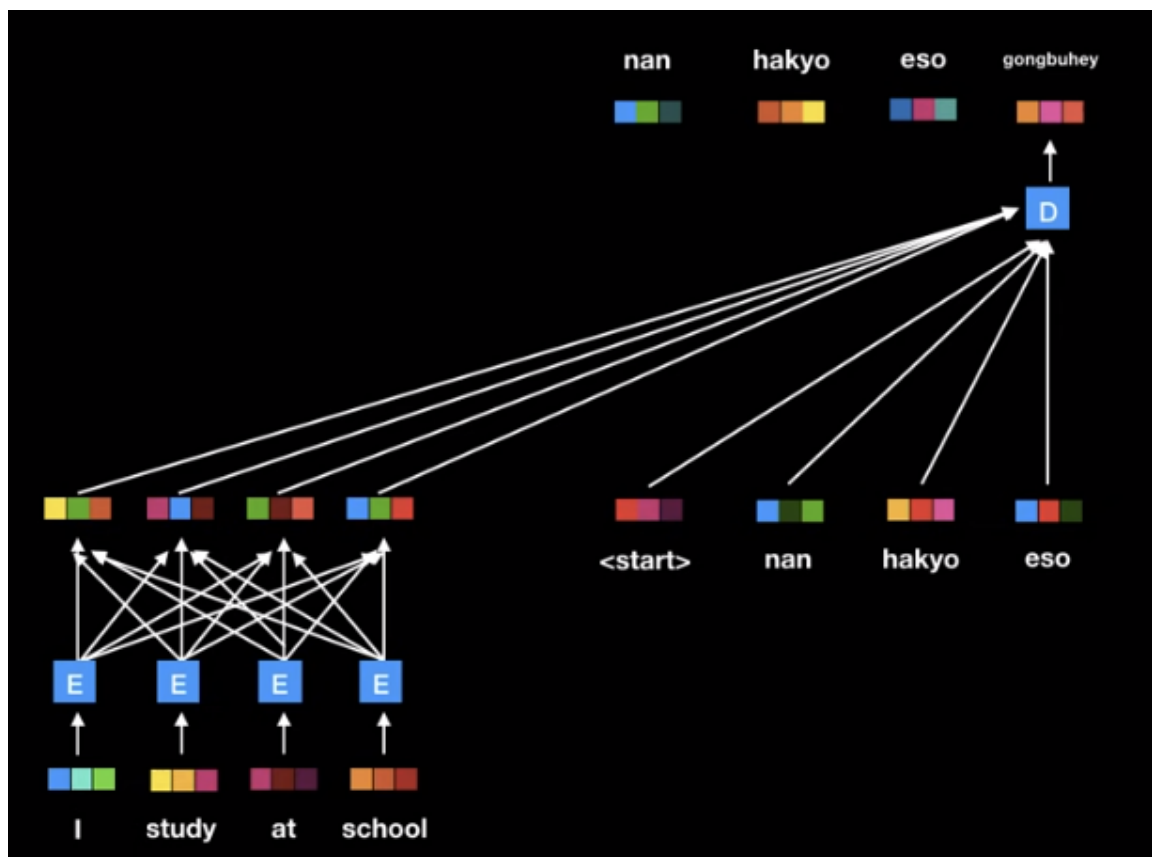 nan hakyo eso gongbuhey
D
<start> nan hakyo eso
E E E E
I study at school